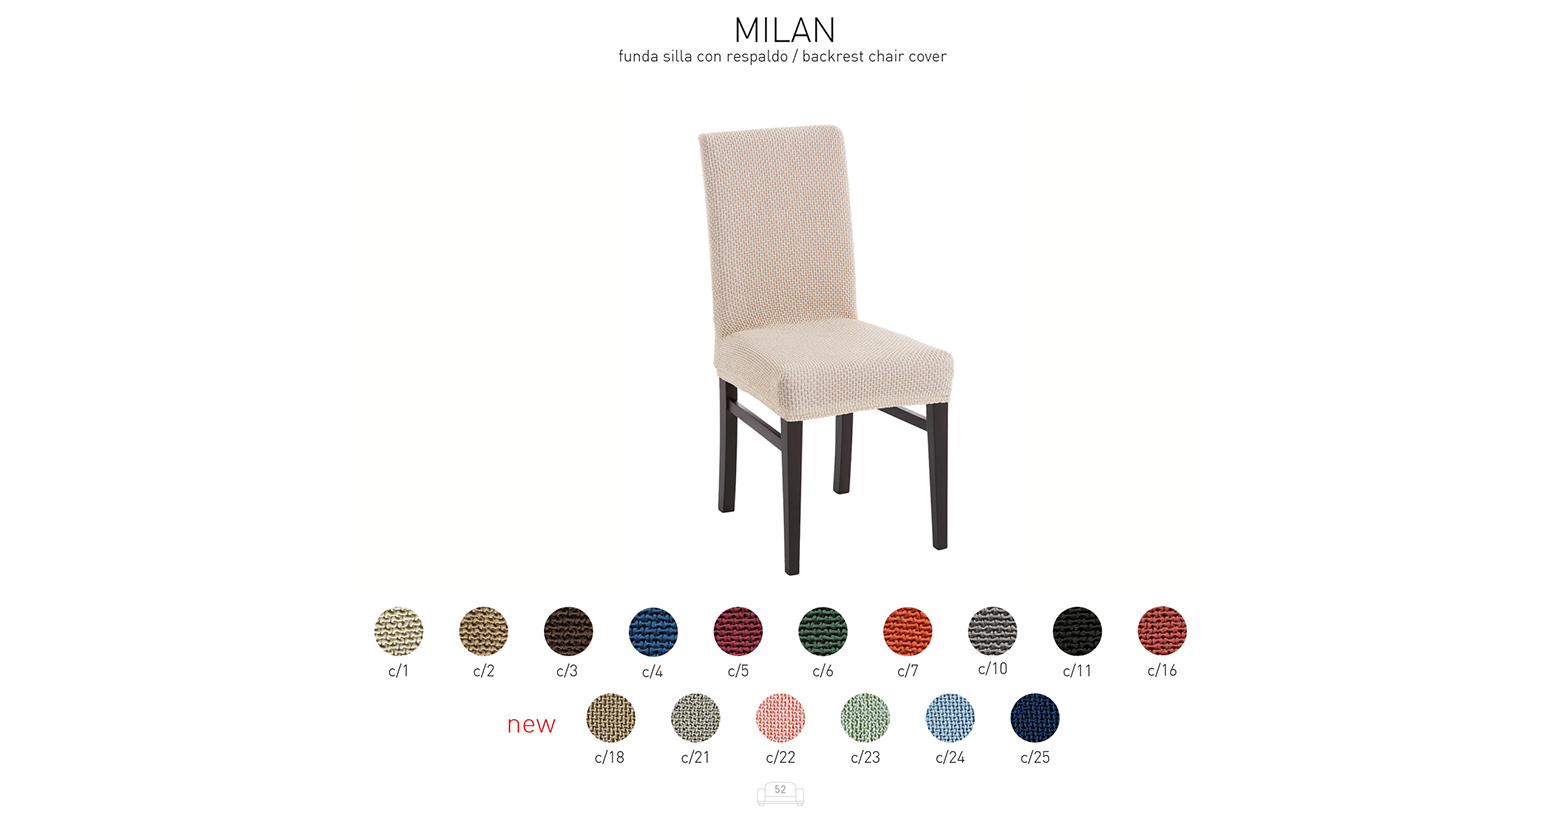 MILAN
funda silla con respaldo / backrest chair cover
c/1 c/2 c/3 c/4 c/5 c/6 c/7 c/10 c/11 c/16
new
c/18 c/21 c/22 c/23 c/24 c/25
52